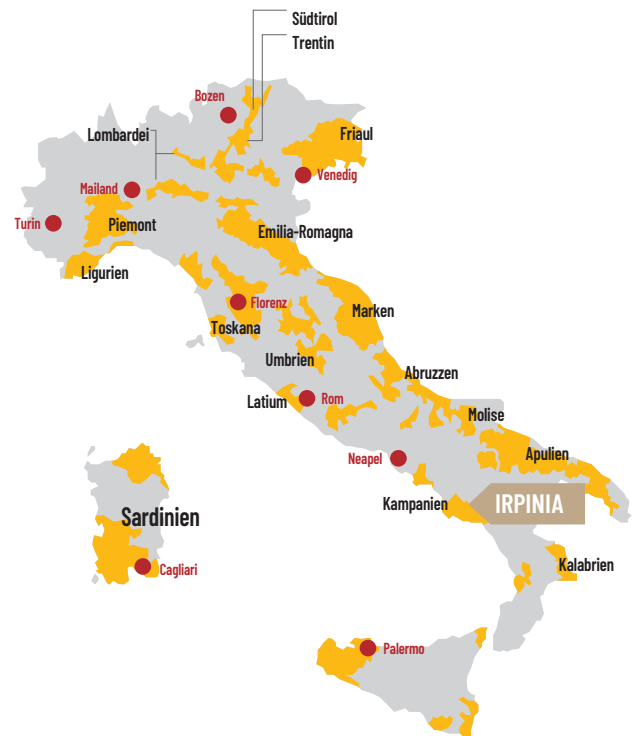 Südtirol
Trentin
Bozen
Lombardei
Friaul
Venedig
Mailand
Turin
Piemont
Emilia-Romagna
Ligurien
Florenz
Marken
Toskana
Umbrien
Abruzzen
Latium
Rom
Molise
Neapel
Apulien
Kampanien
IRPINIA
Sardinien
Kalabrien
Cagliari
Palermo